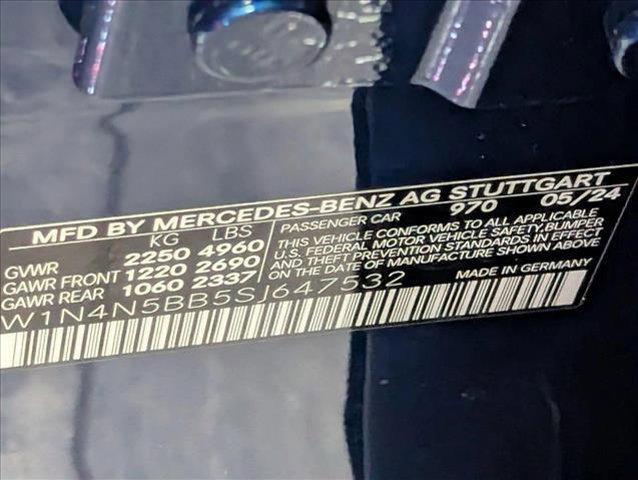 MFD BY MERCEDES-BENZ AG STUTTGART
KG LBS
GVWR 2250 4960
GAWR FRONT 1220 2690
GAWR REAR 1060 2337
PASSENGER CAR 970 05/24
THIS VEHICLE CONFORMS TO ALL APPLICABLE
U.S. FEDERAL MOTOR VEHICLE SAFETY, BUMPER
AND THEFT PREVENTION STANDARDS IN EFFECT
ON THE DATE OF MANUFACTURE SHOWN ABOVE
W1N4N5BB5SJ647532
MADE IN GERMANY